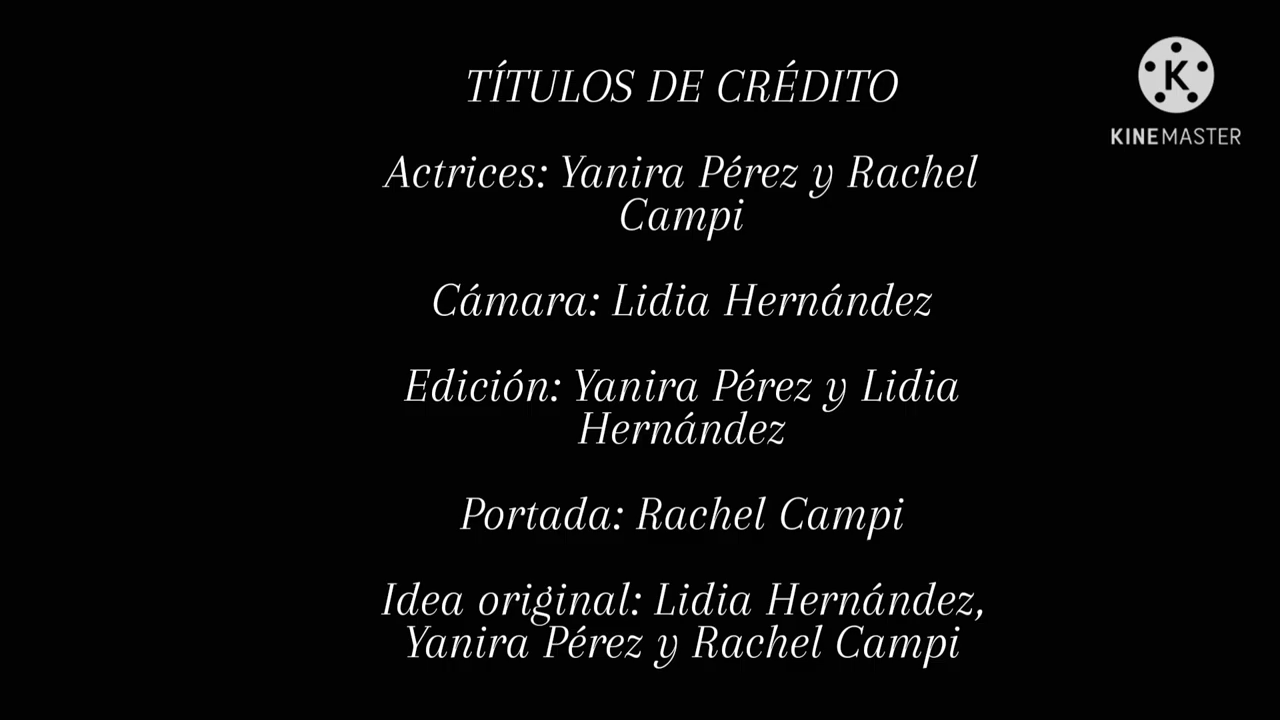 TÍTULOS DE CRÉDITO
KINEMASTER
Actrices: Yanira Pérez y Rachel
Campi
Cámara: Lidia Hernández
Edición: Yanira Pérez y Lidia
Hernández
Portada: Rachel Campi
Idea original: Lidia Hernández,
Yanira Pérez y Rachel Campi